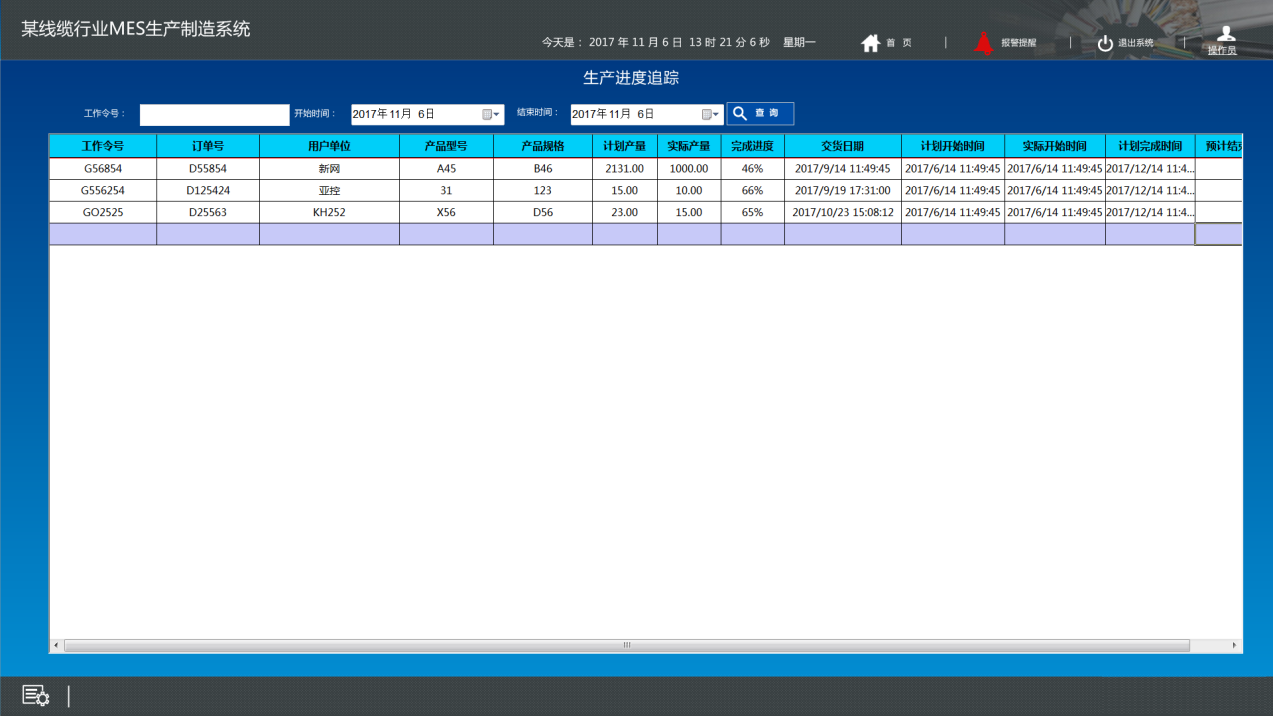 某线缆行业MES生产制造系统
今天是： 2017 年 11 月 6 日 13 时 21 分 6 秒 星期一
首 页
报警提醒
退出系统
操作员
生产进度追踪
工作令号： 开始时间： 2017年11月 6日 结束时间： 2017年11月 6日 查 询
工作令号 订单号 用户单位 产品型号 产品规格 计划产量 实际产量 完成进度 交货日期 计划开始时间 实际开始时间 计划完成时间 预计结
G56854 D55854 新网 A45 B46 2131.00 1000.00 46% 2017/9/14 11:49:45 2017/6/14 11:49:45 2017/6/14 11:49:45 2017/12/14 11:4...
G556254 D125424 亚控 31 123 15.00 10.00 66% 2017/9/19 17:31:00 2017/6/14 11:49:45 2017/6/14 11:49:45 2017/12/14 11:4...
GO2525 D25563 KH252 X56 D56 23.00 15.00 65% 2017/10/23 15:08:12 2017/6/14 11:49:45 2017/6/14 11:49:45 2017/12/14 11:4...